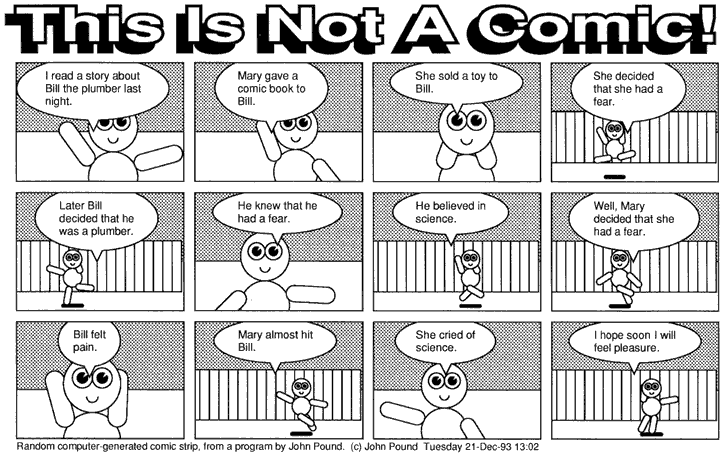 This Is Not A Comic!
I read a story about
Bill the plumber last
night.
Mary gave a
comic book to
Bill.
She sold a toy to
Bill.
She decided
that she had a
fear.
Later Bill
decided that he
was a plumber.
He knew that he
had a fear.
He believed in
science.
Well, Mary
decided that she
had a fear.
Bill felt
pain.
Mary almost hit
Bill.
She cried of
science.
I hope soon I will
feel pleasure.
Random computer-generated comic strip, from a program by John Pound. (c) John Pound Tuesday 21-Dec-93 13:02